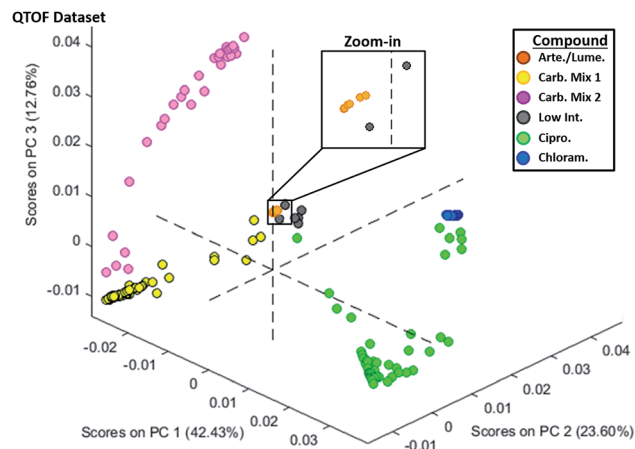 QTOF Dataset
Zoom-in
Compound
Arte./Lume.
Carb. Mix 1
Carb. Mix 2
Low Int.
Cipro.
Chloram.
Scores on PC 3 (12.76%)
0.04
0.03
0.02
0.01
0
-0.01
-0.02
-0.01
0
0.01
0.02
0.03
Scores on PC 1 (42.43%)
-0.01
0
0.01
0.02
0.03
0.04
Scores on PC 2 (23.60%)